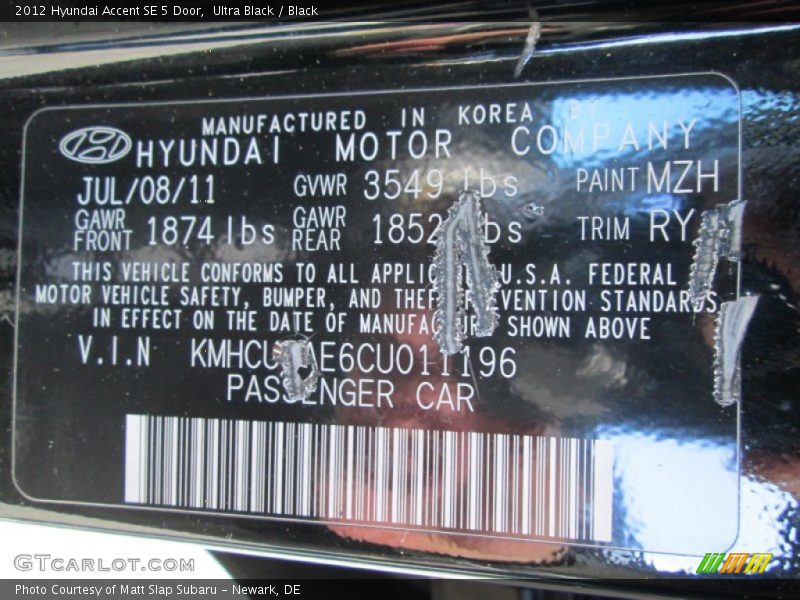 2012 Hyundai Accent SE 5 Door, Ultra Black / Black
MANUFACTURED IN KOREA BY
HYUNDAI MOTOR COMPANY
JUL/08/11 GVWR 3549 lbs PAINT MZH
GAWR FRONT 1874 lbs GAWR REAR 1852 lbs TRIM RY
THIS VEHICLE CONFORMS TO ALL U.S.A. FEDERAL
MOTOR VEHICLE SAFETY, BUMPER, AND STANDARDS
IN EFFECT ON THE DATE OF SHOWN ABOVE
V.I.N
PASSENGER CAR
GTCARLOT.COM
Photo Courtesy of Matt Slap Subaru - Newark, DE